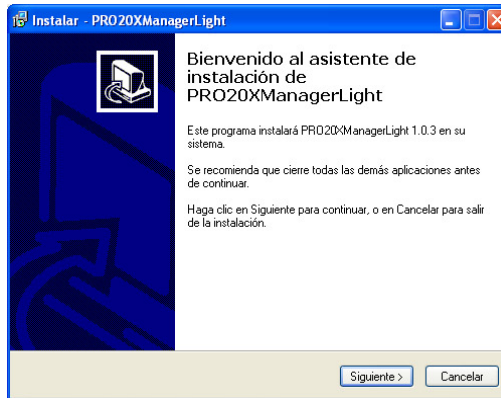 Instalar - PRO20XManagerLight
Bienvenido al asistente de
instalación de
PRO20XManagerLight
Este programa instalará PRO20XManagerLight 1.0.3 en su
sistema.
Se recomienda que cierre todas las demás aplicaciones antes
de continuar.
Haga clic en Siguiente para continuar, o en Cancelar para salir
de la instalación.
Siguiente >
Cancelar